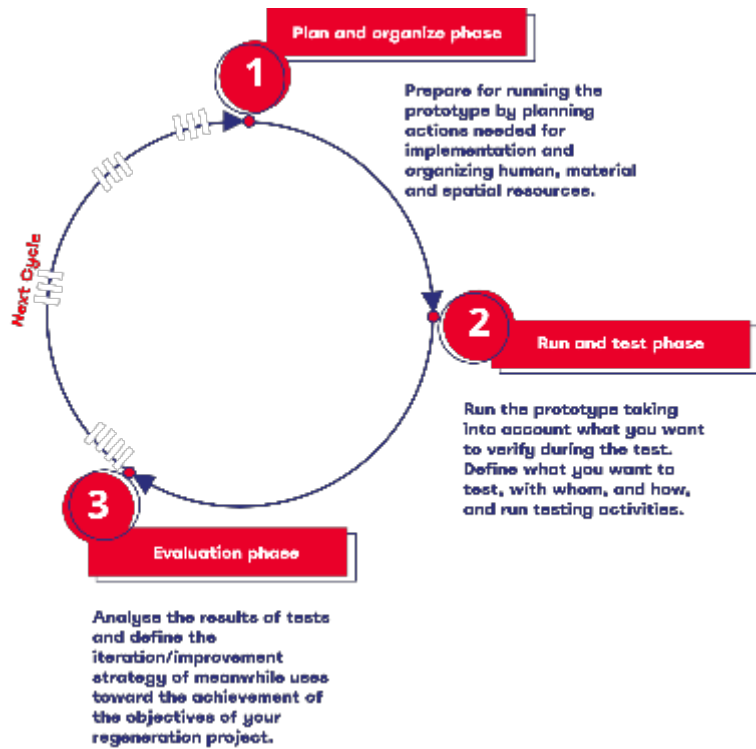 Plan and organize phase
1
Prepare for running the
prototype by planning
actions needed for
implementation and
organizing human, material
and spatial resources.
Next Cycle
2
Run and test phase
Run the prototype taking
into account what you want
to verify during the test.
Define what you want to
test, with whom, and how,
and run testing activities.
3
Evaluation phase
Analyse the results of tests
and define the
iteration/improvement
strategy of meanwhile uses
toward the achievement of
the objectives of your
regeneration project.